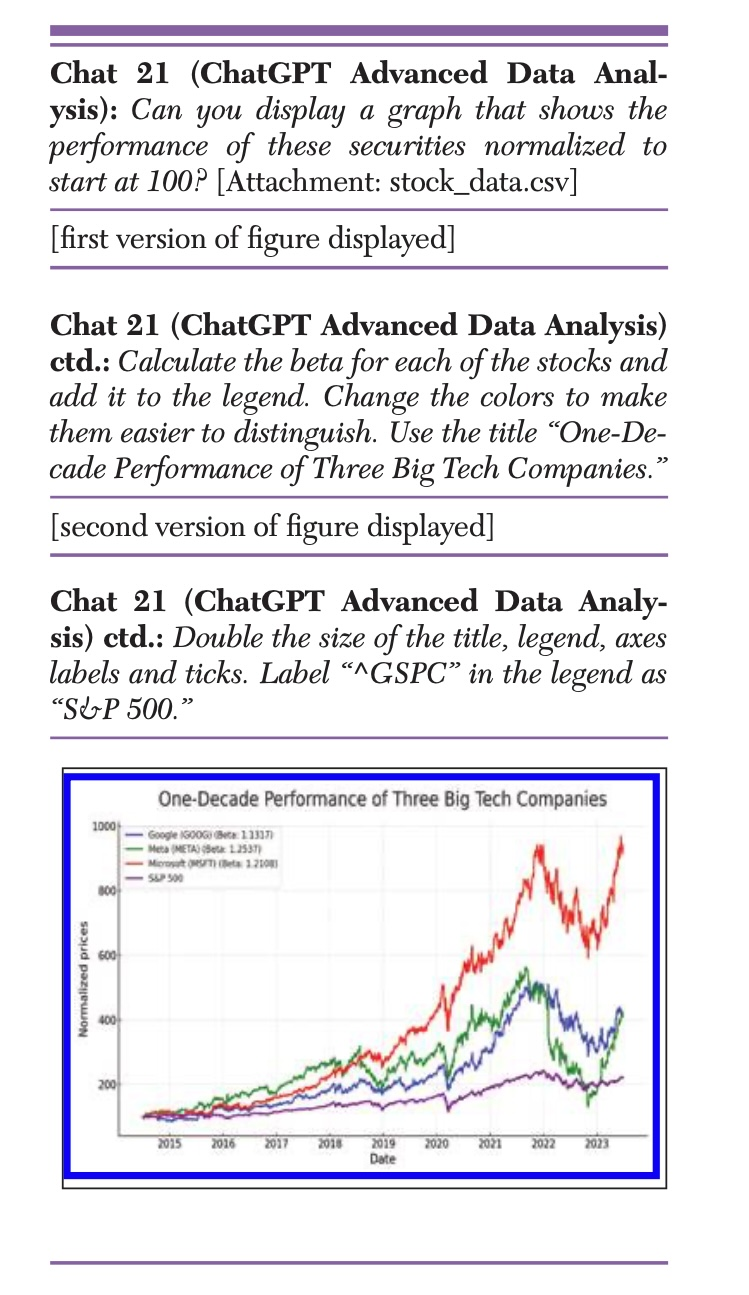 Chat 21 (ChatGPT Advanced Data Anal-
ysis): Can you display a graph that shows the
performance of these securities normalized to
start at 100? [Attachment: stock_data.csv]
[first version of figure displayed]
Chat 21 (ChatGPT Advanced Data Analysis)
ctd.: Calculate the beta for each of the stocks and
add it to the legend. Change the colors to make
them easier to distinguish. Use the title “One-De-
cade Performance of Three Big Tech Companies.”
[second version of figure displayed]
Chat 21 (ChatGPT Advanced Data Analy-
sis) ctd.: Double the size of the title, legend, axes
labels and ticks. Label “^GSPC” in the legend as
“S&P 500.”
One-Decade Performance of Three Big Tech Companies
Google (GOOG) (Beta: 1.1317)
Meta (META) (Beta: 1.2537)
Microsoft (MSFT) (Beta: 1.2108)
S&P 500
1000
800
600
400
200
Normalized prices
2015 2016 2017 2018 2019 2020 2021 2022 2023
Date